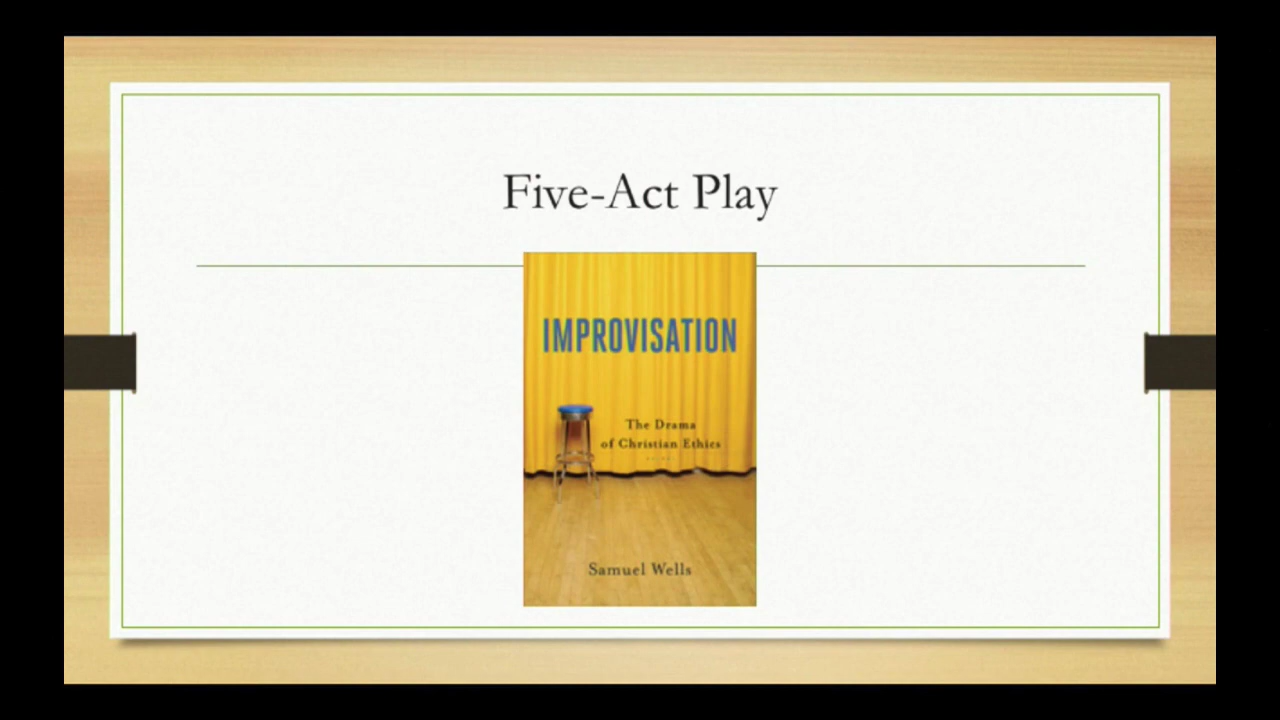 Five-Act Play
IMPROVISATION
The Drama
of Christian Ethics
Samuel Wells